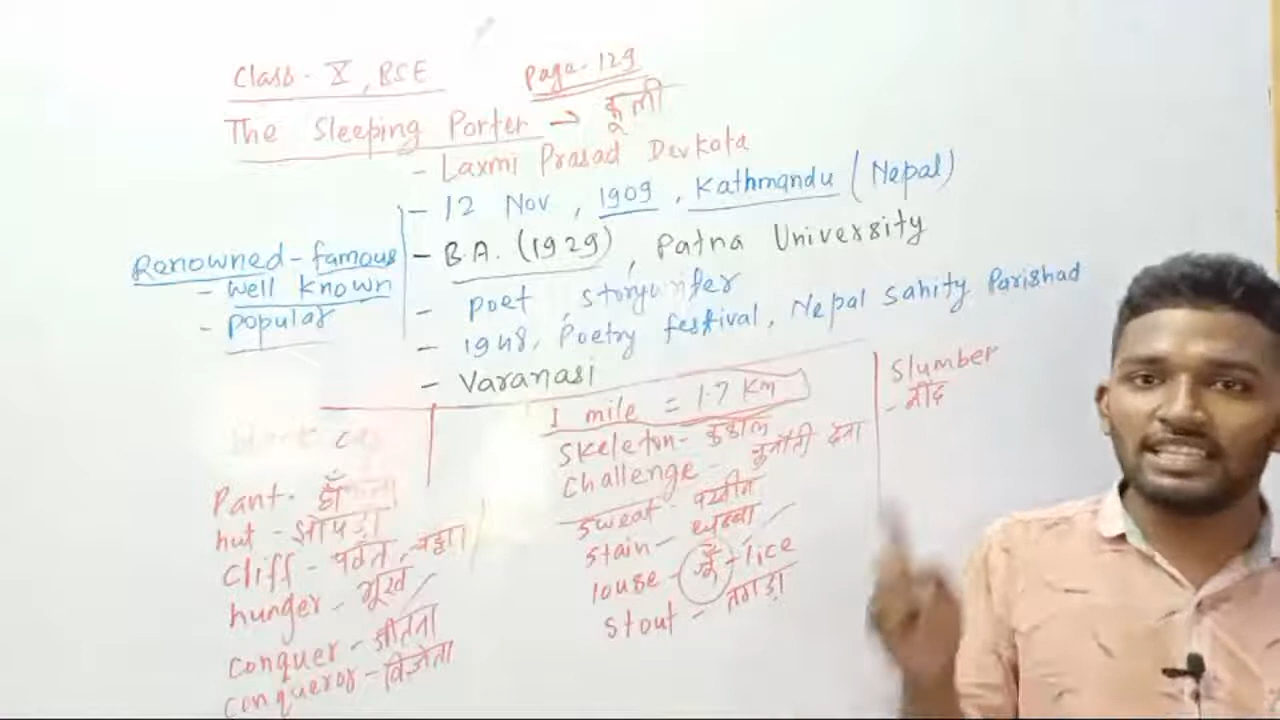 Class- X, BSE
Page-129
The Sleeping Porter → कूली
- Laxmi Prasad Devkota
- 12 Nov, 1909, Kathmandu (Nepal)
- B.A. (1929), Patna University
- poet, storywriter
- 1948, Poetry festival, Nepal Sahity Parishad
- Varanasi
Renowned - famous
- well known
- popular
Pant-
hut - झोपड़ी
Cliff - पर्वत,
hunger - भूख
Conquer - जीतना
Conqueror - विजेता
1 mile = 1.7 Km
Skeleton-
Challenge - चुनौती देना
Sweat -
Stain - धब्बा
louse - जूँ - lice
Stout - तगड़ा
Slumber
- नींद